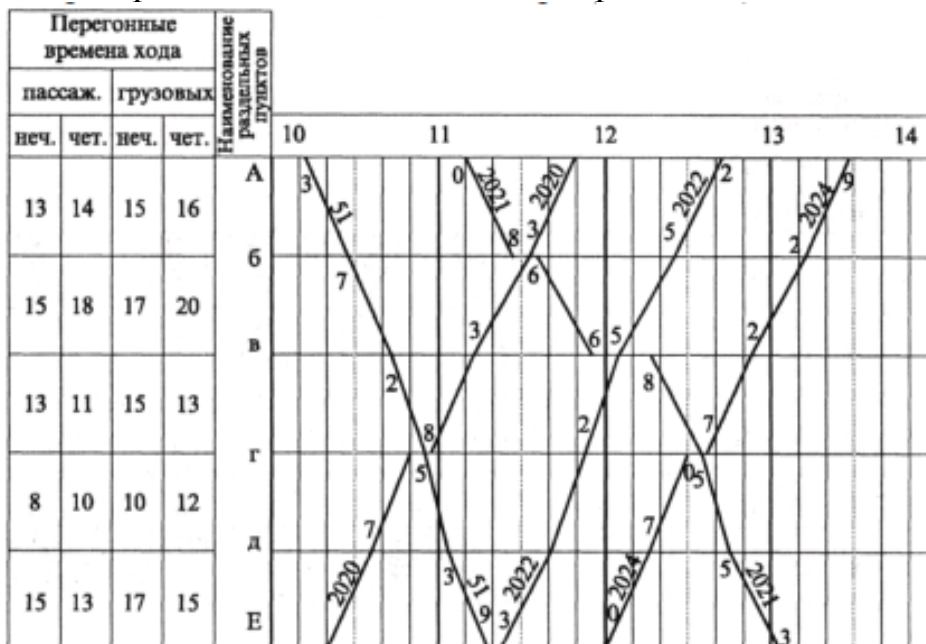 Перегонные
времена хода
пассаж. грузовых
неч. чет. неч. чет.
Наименование
раздельных
пунктов
10 11 12 13 14
А
13 14 15 16
3 51 0 2021 2020 2022 2 2024 9
8 3 5 2
б
7 6
15 18 17 20
3 6 5 2
в
2 8
13 11 15 13
8 2 7
г
5 0 5
8 10 10 12
7 7
д
3 5
2020 51 2022 2024 2021
15 13 17 15
9 3 0 3
Е